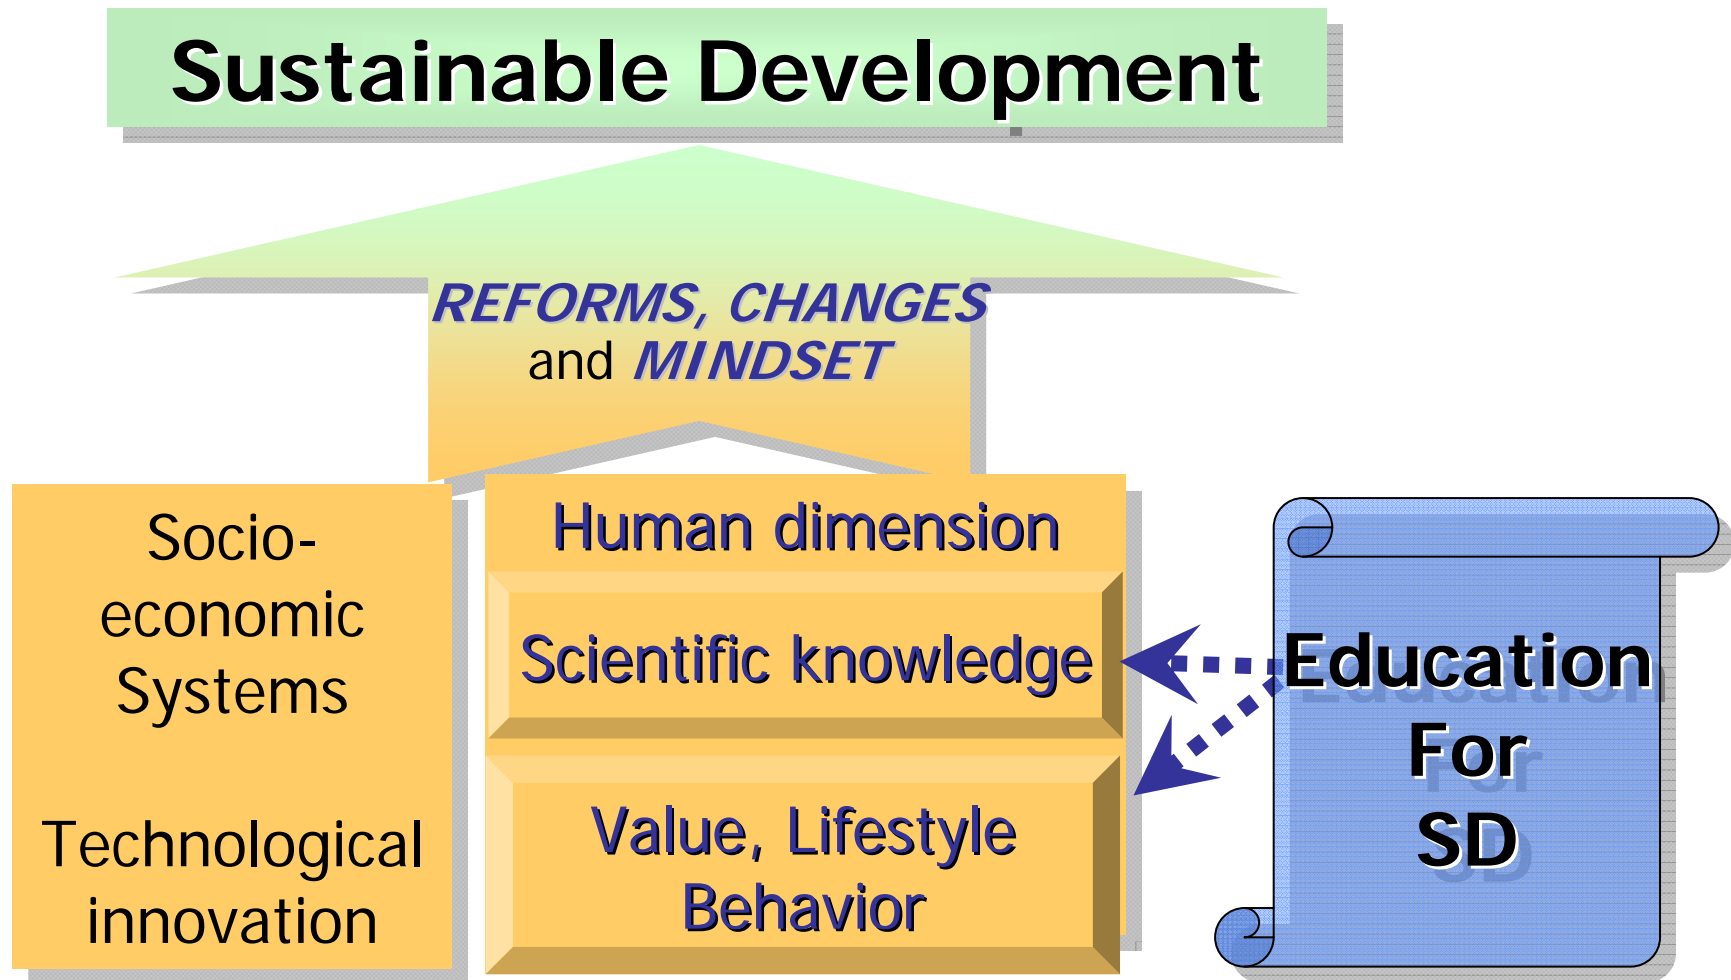 Sustainable Development
REFORMS, CHANGES
and MINDSET
Socio-
economic
Systems
Technological
innovation
Human dimension
Scientific knowledge
Value, Lifestyle
Behavior
Education
For
SD